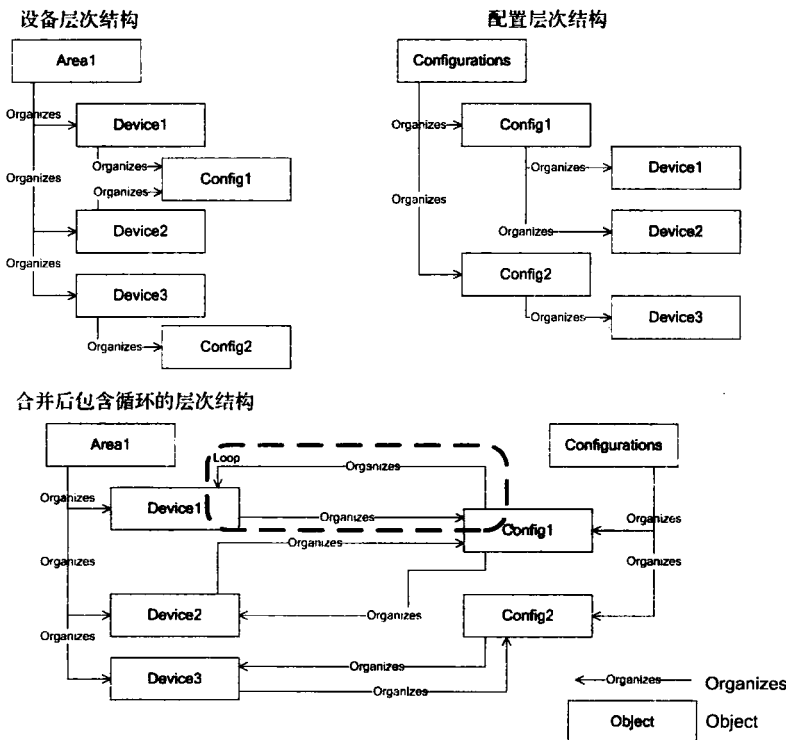 设备层次结构
配置层次结构
Area1
Configurations
Organizes
Device1
Organizes
Config1
Organizes
Organizes
Organizes
Device1
Organizes
Config1
Organizes
Organizes
Device2
Organizes
Device2
Organizes
Config2
Device3
Organizes
Device3
Organizes
Config2
合并后包含循环的层次结构
Area1
Configurations
Loop
Organizes
Organizes
Device1
Organizes
Organizes
Config1
Organizes
Organizes
Organizes
Device2
Organizes
Config2
Organizes
Organizes
Device3
Organizes
Organizes
Organizes
Object
Object